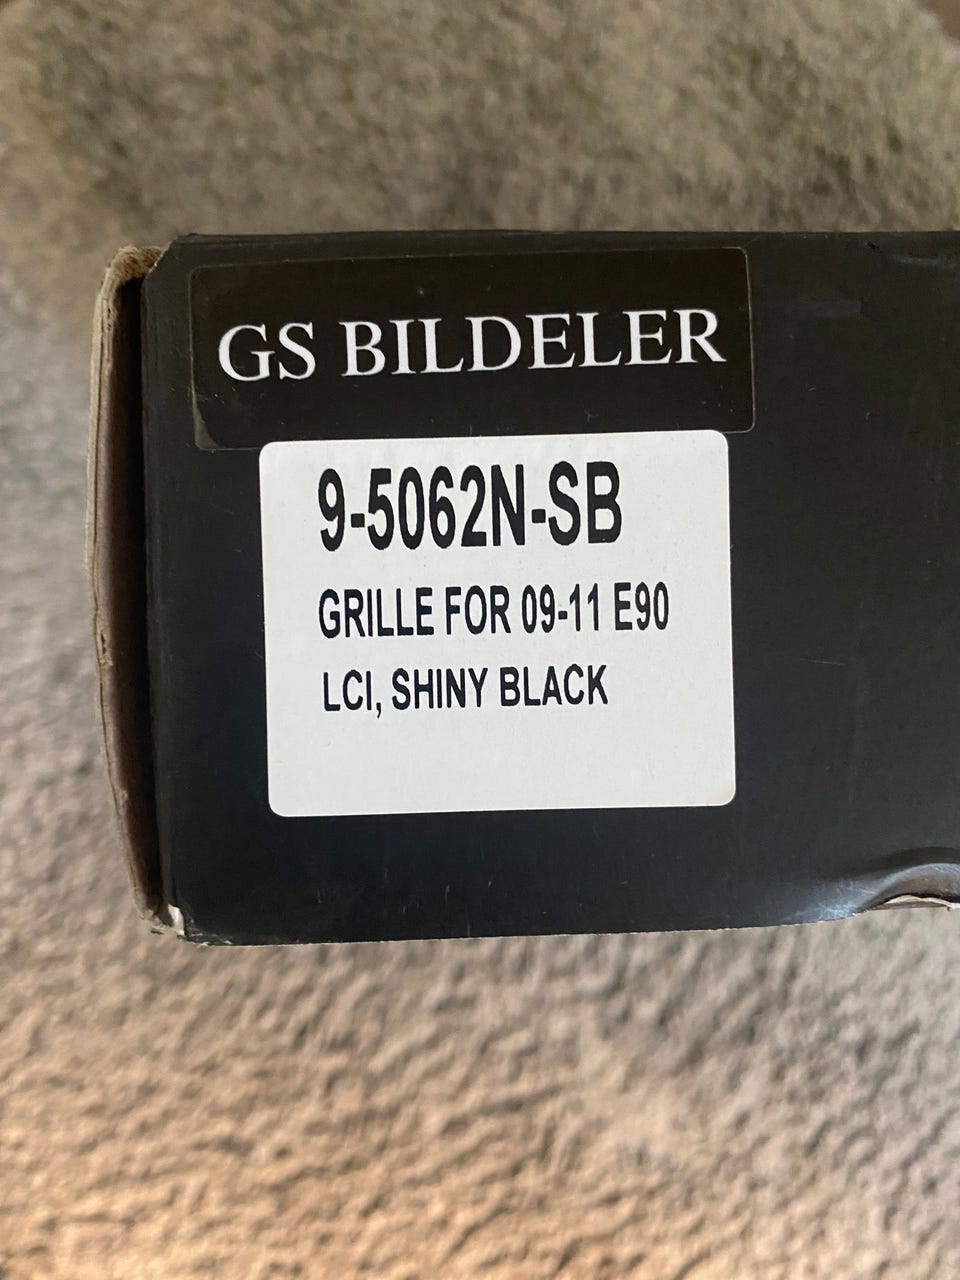 GS BILDELER
9-5062N-SB
GRILLE FOR 09-11 E90
LCI, SHINY BLACK